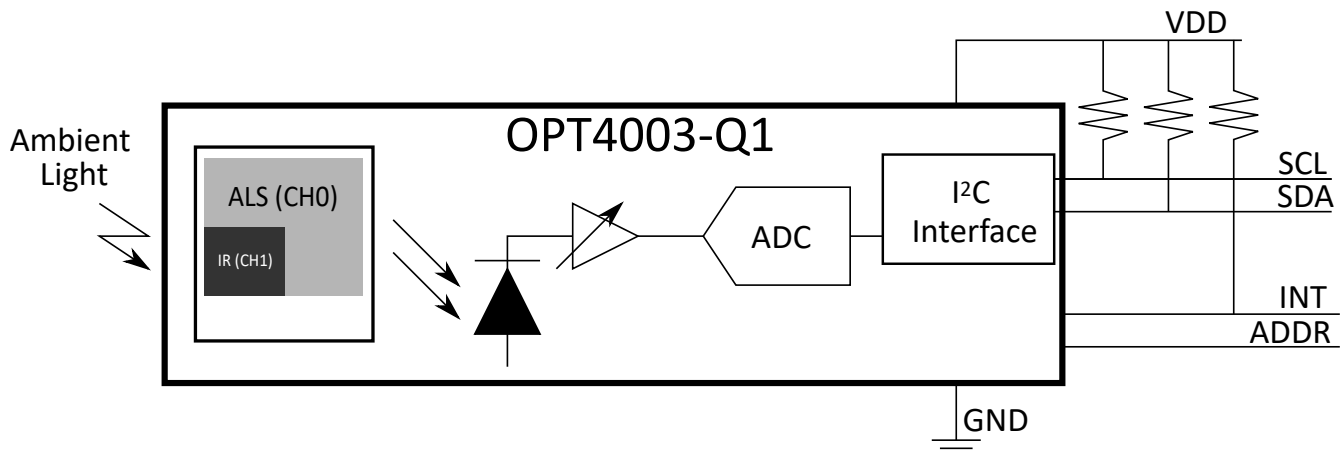 VDD
OPT4003-Q1
Ambient
Light
ALS (CH0)
IR (CH1)
ADC
I²C
Interface
SCL
SDA
INT
ADDR
GND